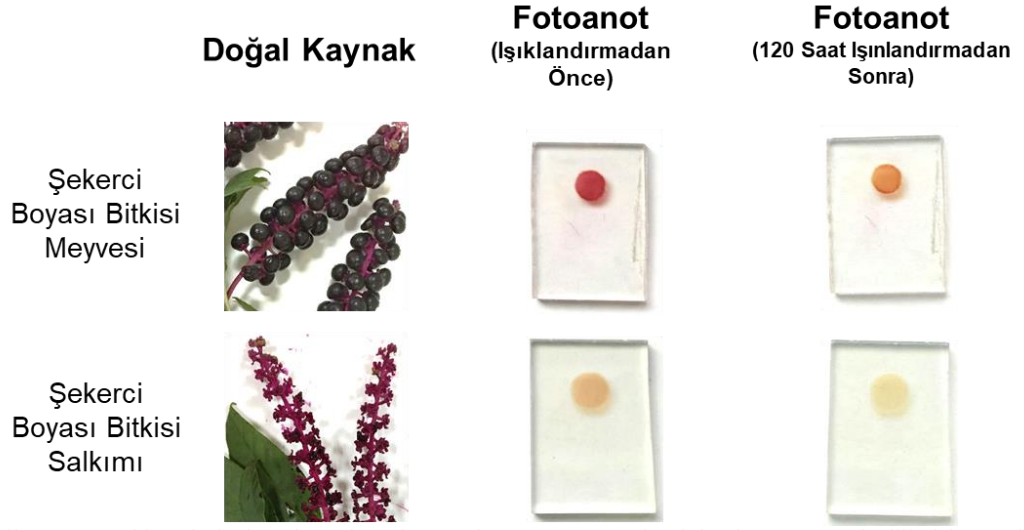 Doğal Kaynak
Fotoanot
(Işıklandırmadan
Önce)
Fotoanot
(120 Saat Işınlandırmadan
Sonra)
Şekerci
Boyası Bitkisi
Meyvesi
Şekerci
Boyası Bitkisi
Salkımı